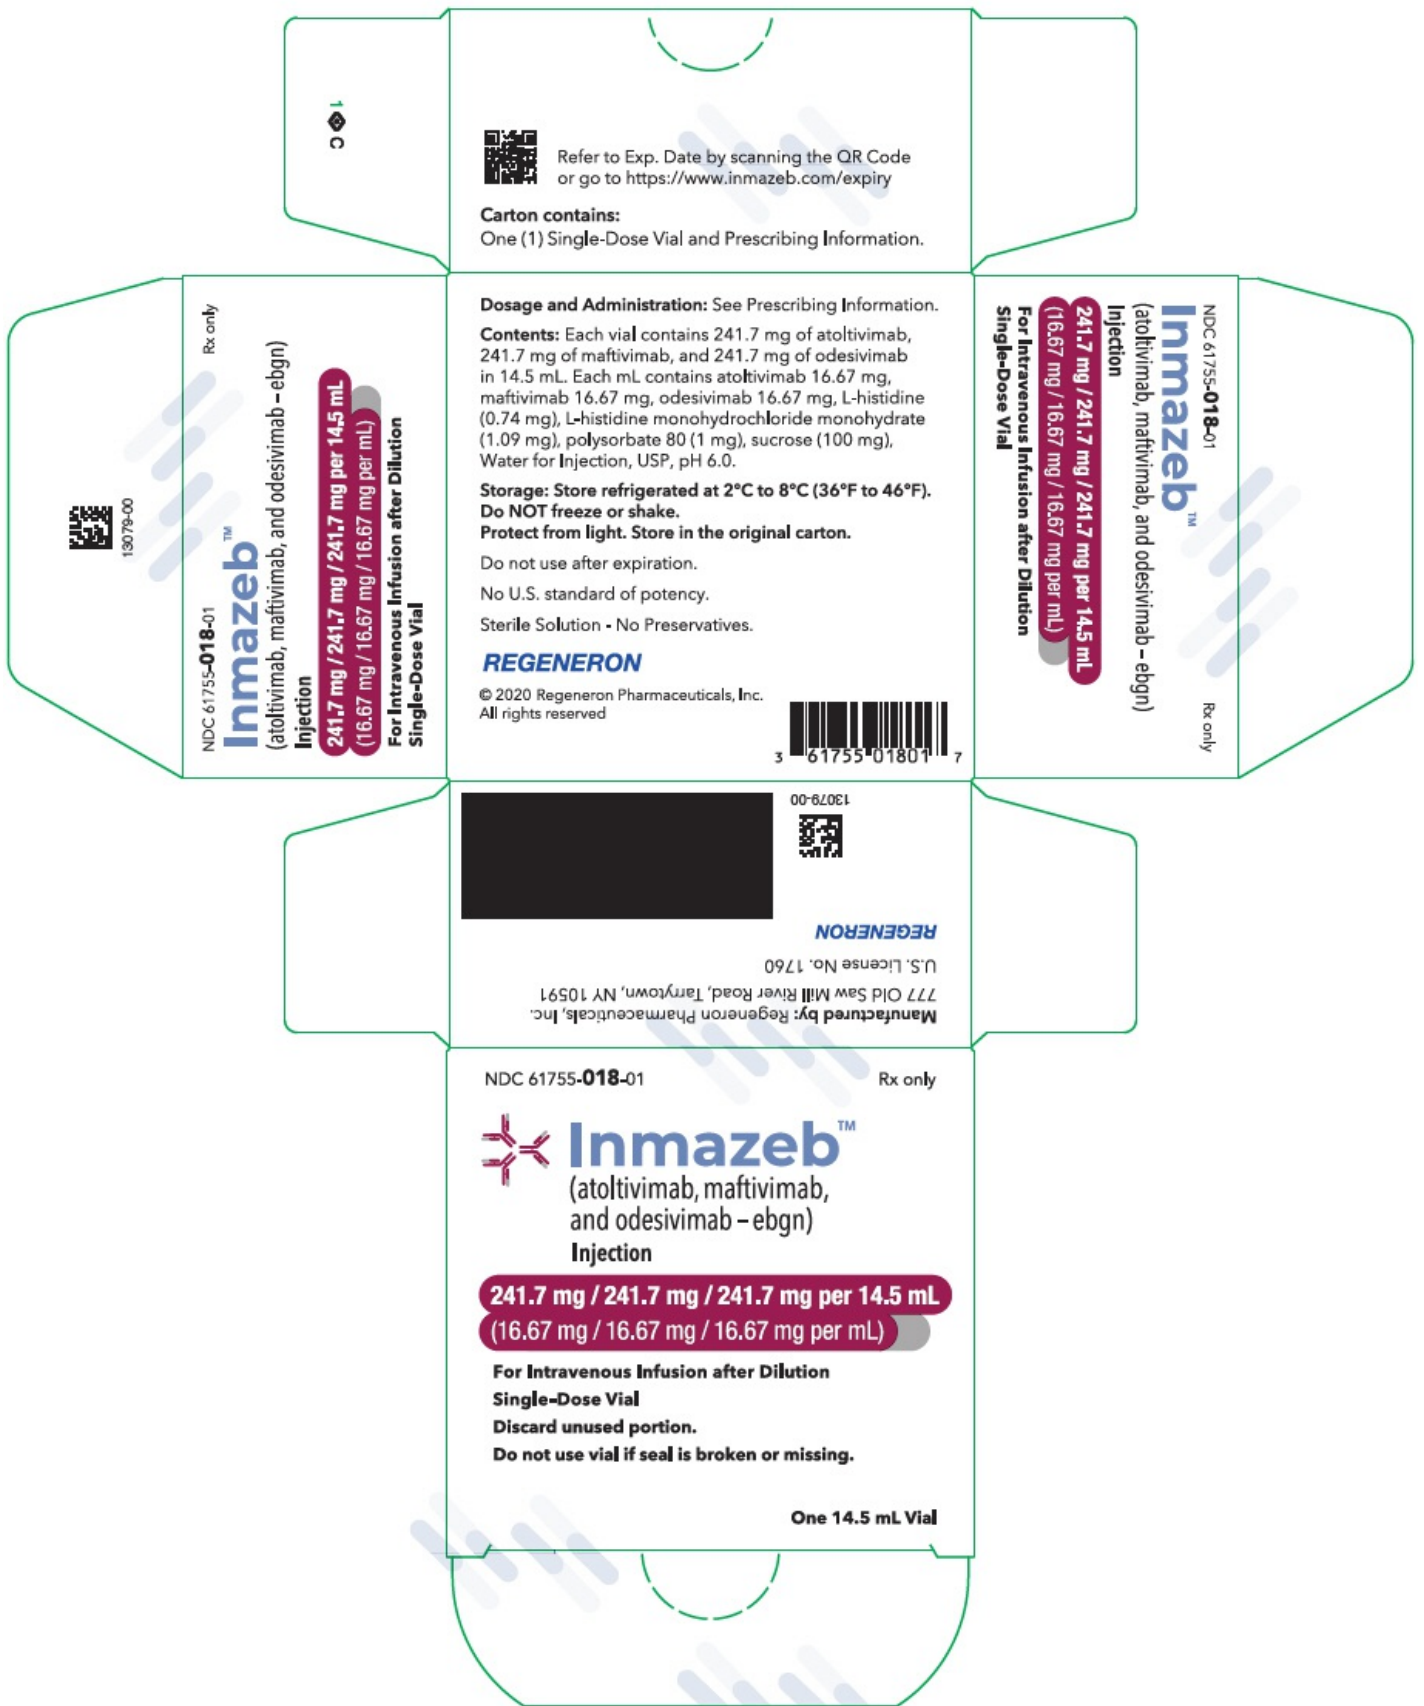 1 C
Refer to Exp. Date by scanning the QR Code
or go to https://www.inmazeb.com/expiry
Carton contains:
One (1) Single-Dose Vial and Prescribing Information.
NDC 61755-018-01
Rx only
Inmazeb™
(atoltivimab, maftivimab, and odesivimab – ebgn)
Injection
241.7 mg / 241.7 mg / 241.7 mg per 14.5 mL
(16.67 mg / 16.67 mg / 16.67 mg per mL)
For Intravenous Infusion after Dilution
Single-Dose Vial
13079-00
Dosage and Administration: See Prescribing Information.
Contents: Each vial contains 241.7 mg of atoltivimab,
241.7 mg of maftivimab, and 241.7 mg of odesivimab
in 14.5 mL. Each mL contains atoltivimab 16.67 mg,
maftivimab 16.67 mg, odesivimab 16.67 mg, L-histidine
(0.74 mg), L-histidine monohydrochloride monohydrate
(1.09 mg), polysorbate 80 (1 mg), sucrose (100 mg),
Water for Injection, USP, pH 6.0.
Storage: Store refrigerated at 2°C to 8°C (36°F to 46°F).
Do NOT freeze or shake.
Protect from light. Store in the original carton.
Do not use after expiration.
No U.S. standard of potency.
Sterile Solution - No Preservatives.
REGENERON
© 2020 Regeneron Pharmaceuticals, Inc.
All rights reserved
3 61755 01801 7
NDC 61755-018-01
Rx only
Inmazeb™
(atoltivimab, maftivimab, and odesivimab – ebgn)
Injection
241.7 mg / 241.7 mg / 241.7 mg per 14.5 mL
(16.67 mg / 16.67 mg / 16.67 mg per mL)
For Intravenous Infusion after Dilution
Single-Dose Vial
Manufactured by: Regeneron Pharmaceuticals, Inc.
777 Old Saw Mill River Road, Tarrytown, NY 10591
U.S. License No. 1760
REGENERON
13079-00
NDC 61755-018-01
Rx only
Inmazeb™
(atoltivimab, maftivimab,
and odesivimab – ebgn)
Injection
241.7 mg / 241.7 mg / 241.7 mg per 14.5 mL
(16.67 mg / 16.67 mg / 16.67 mg per mL)
For Intravenous Infusion after Dilution
Single-Dose Vial
Discard unused portion.
Do not use vial if seal is broken or missing.
One 14.5 mL Vial